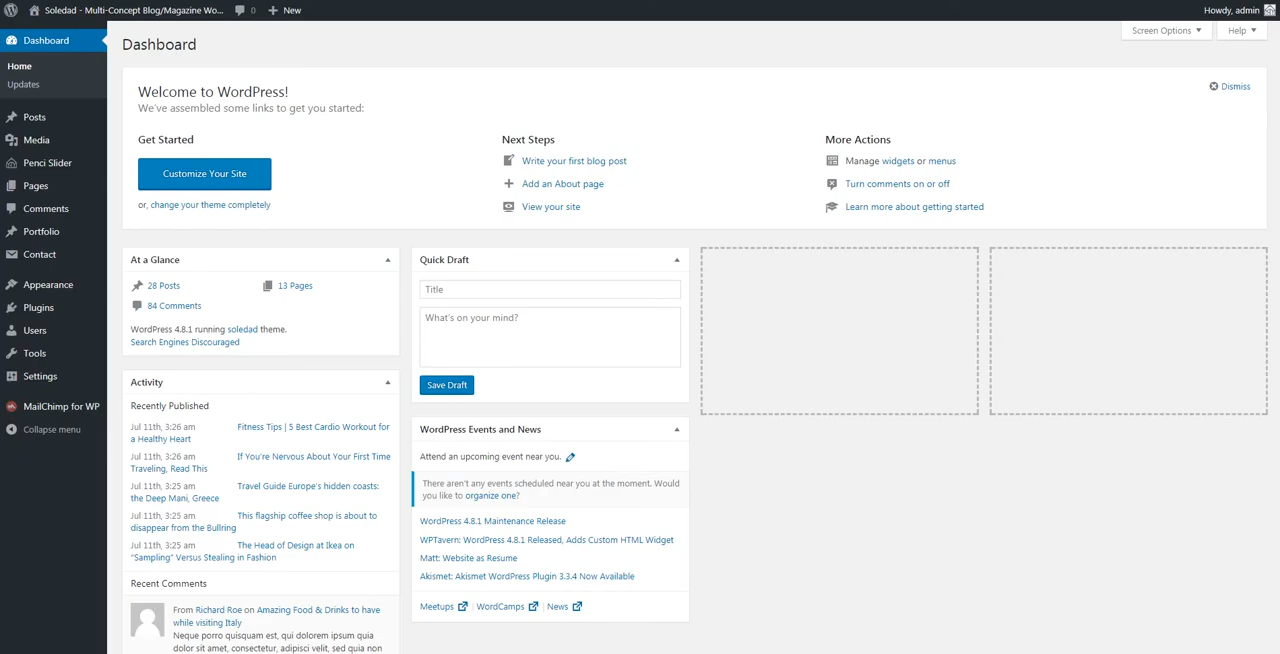 Soledad - Multi-Concept Blog/Magazine Wo... 0 New Howdy, admin
Dashboard
Home
Updates
Posts
Media
Penci Slider
Pages
Comments
Portfolio
Contact
Appearance
Plugins
Users
Tools
Settings
MailChimp for WP
Collapse menu
Screen Options Help
Dashboard
Welcome to WordPress!
We've assembled some links to get you started:
Dismiss
Get Started
Customize Your Site
or, change your theme completely
Next Steps
Write your first blog post
Add an About page
View your site
More Actions
Manage widgets or menus
Turn comments on or off
Learn more about getting started
At a Glance
28 Posts 13 Pages
84 Comments
WordPress 4.8.1 running soledad theme.
Search Engines Discouraged
Activity
Recently Published
Jul 11th, 3:26 am Fitness Tips | 5 Best Cardio Workout for
a Healthy Heart
Jul 11th, 3:26 am If You're Nervous About Your First Time
Traveling, Read This
Jul 11th, 3:25 am Travel Guide Europe's hidden coasts:
the Deep Mani, Greece
Jul 11th, 3:25 am This flagship coffee shop is about to
disappear from the Bullring
Jul 11th, 3:25 am The Head of Design at Ikea on
"Sampling" Versus Stealing in Fashion
Recent Comments
From Richard Roe on Amazing Food & Drinks to have
while visiting Italy
Neque porro quisquam est, qui dolorem ipsum quia
dolor sit amet, consectetur, adipisci velit, sed quia non
Quick Draft
Title
What's on your mind?
Save Draft
WordPress Events and News
Attend an upcoming event near you.
There aren't any events scheduled near you at the moment. Would
you like to organize one?
WordPress 4.8.1 Maintenance Release
WPTavern: WordPress 4.8.1 Released, Adds Custom HTML Widget
Matt: Website as Resume
Akismet: Akismet WordPress Plugin 3.3.4 Now Available
Meetups | WordCamps | News